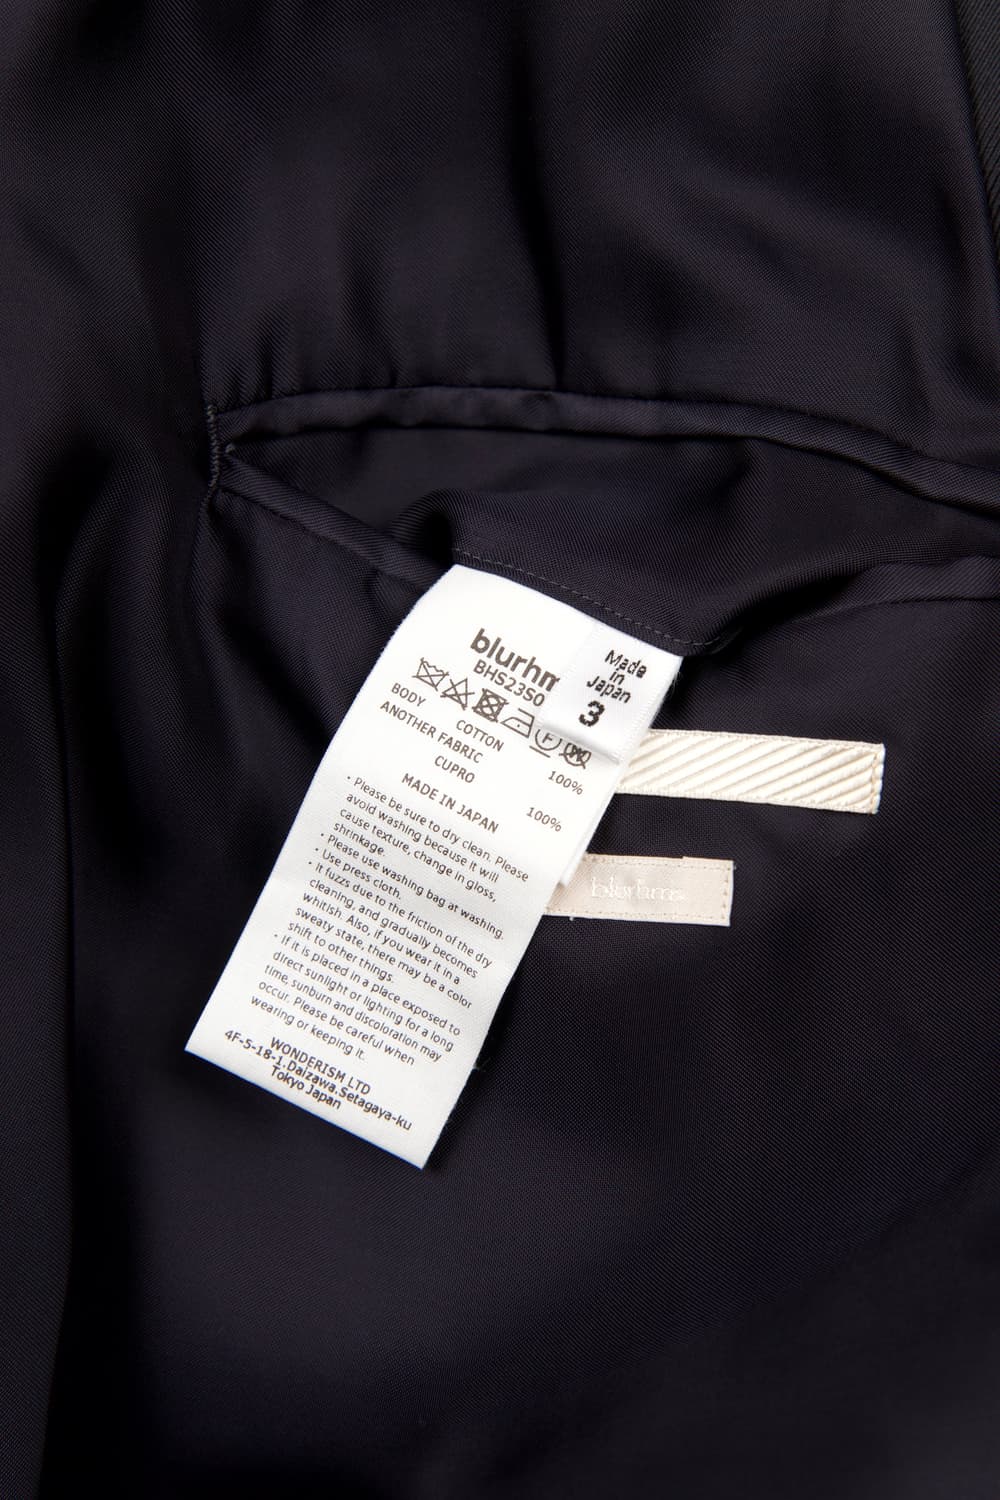 blurhm
BHS23S0
Made
in
Japan
3
F
W
BODY COTTON 100%
ANOTHER FABRIC
CUPRO 100%
MADE IN JAPAN
・Please be sure to dry clean. Please
avoid washing because it will
cause texture, change in gloss,
shrinkage.
・Please use washing bag at washing.
・Use press cloth.
・It fuzzs due to the friction of the dry
cleaning, and gradually becomes
whitish. Also, if you wear it in a
sweaty state, there may be a color
shift to other things.
・If it is placed in a place exposed to
direct sunlight or lighting for a long
time, sunburn and discoloration may
occur. Please be careful when
wearing or keeping it.
WONDERISM LTD
4F-5-18-1.Daizawa.Setagaya-ku
Tokyo Japan
blurhms